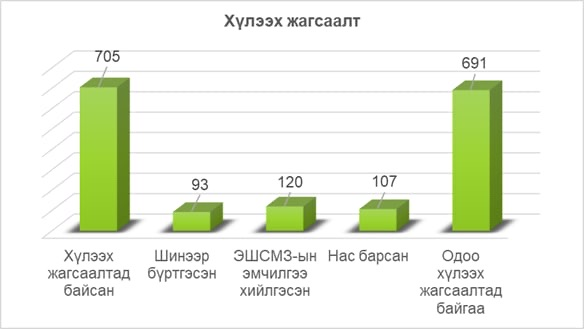 Хүлээх жагсаалт
705
93
120
107
691
Хүлээх
жагсаалтад
байсан
Шинээр
бүртгэсэн
ЭШСМЗ-ын
эмчилгээ
хийлгэсэн
Нас барсан
Одоо
хүлээх
жагсаалтад
байгаа